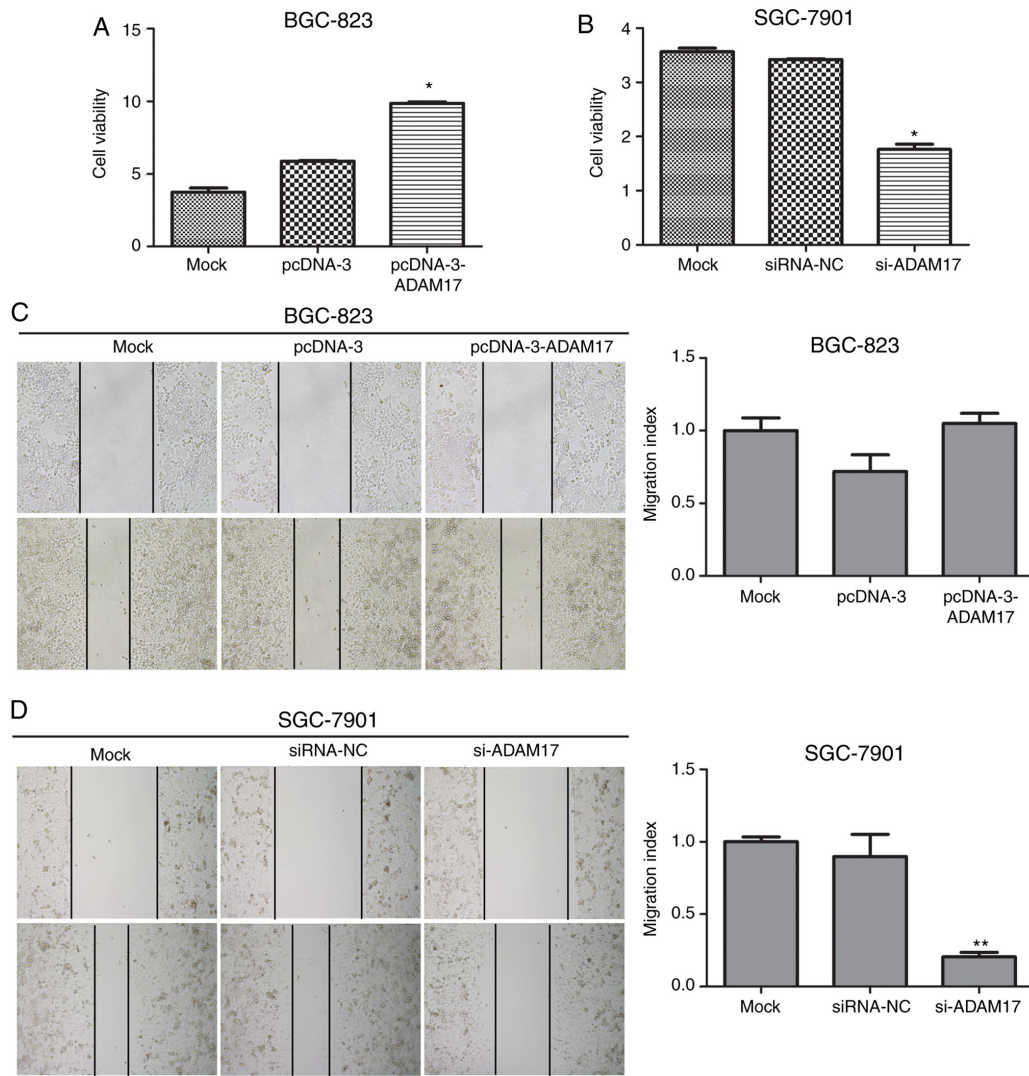 A
BGC-823
Cell viability
15
10
5
0
*
Mock
pcDNA-3
pcDNA-3-
ADAM17
B
SGC-7901
Cell viability
4
3
2
1
0
*
Mock
siRNA-NC
si-ADAM17
C
BGC-823
Mock
pcDNA-3
pcDNA-3-ADAM17
BGC-823
Migration index
1.5
1.0
0.5
0.0
Mock
pcDNA-3
pcDNA-3-
ADAM17
D
SGC-7901
Mock
siRNA-NC
si-ADAM17
SGC-7901
Migration index
1.5
1.0
0.5
0.0
**
Mock
siRNA-NC
si-ADAM17